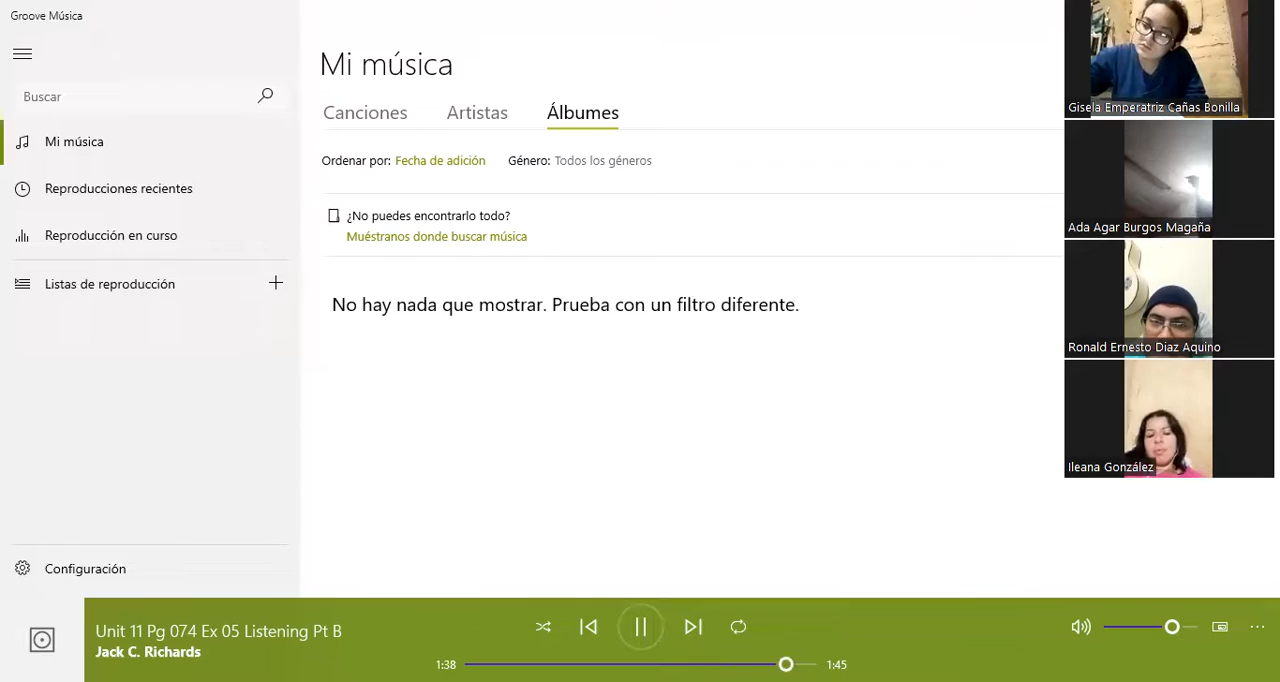 Groove Música
Buscar
Mi música
Reproducciones recientes
Reproducción en curso
Listas de reproducción
Configuración
Mi música
Canciones
Artistas
Álbumes
Ordenar por: Fecha de adición
Género: Todos los géneros
¿No puedes encontrarlo todo?
Muéstranos donde buscar música
No hay nada que mostrar. Prueba con un filtro diferente.
Gisela Emperatriz Cañas Bonilla
Ada Agar Burgos Magaña
Ronald Ernesto Diaz Aquino
Ileana González
Unit 11 Pg 074 Ex 05 Listening Pt B
Jack C. Richards
1:38
1:45